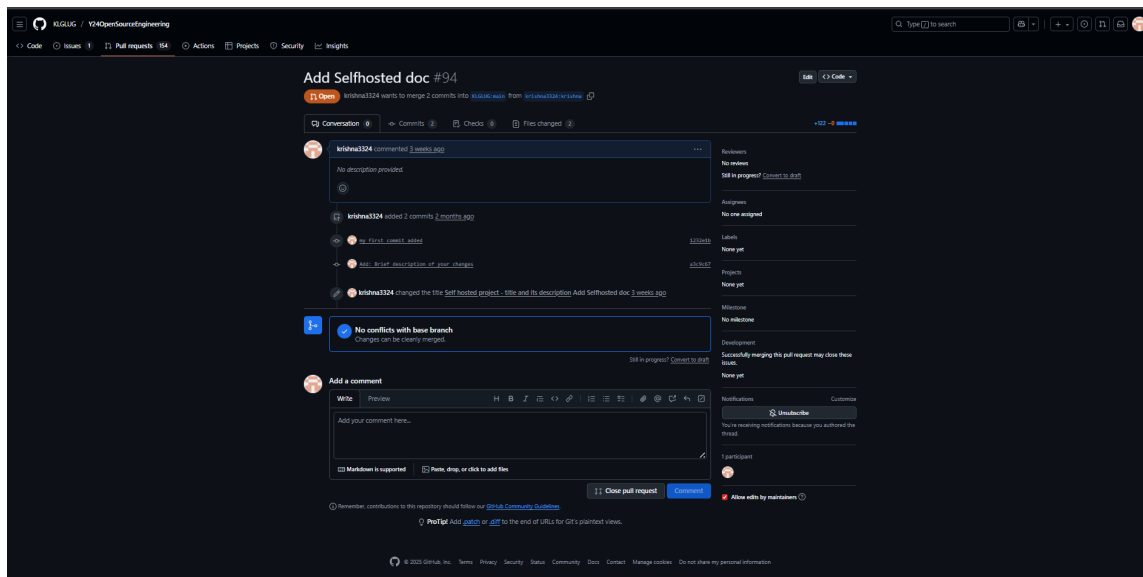 KLGLUG / Y24OpenSourceEngineering
Type / to search
Code
Issues 1
Pull requests 154
Actions
Projects
Security
Insights
Add Selfhosted doc #94
Edit
Code
Open
krishna3324 wants to merge 2 commits into KLGLUG:main from krishna3324:krishna
Conversation 0
Commits 2
Checks 0
Files changed 2
+122 −0
krishna3324 commented 3 weeks ago
No description provided.
krishna3324 added 2 commits 2 months ago
my first commit added
1232e1b
Add: Brief description of your changes
a3c9c67
krishna3324 changed the title Self hosted project - title and its description Add Selfhosted doc 3 weeks ago
No conflicts with base branch
Changes can be cleanly merged.
Still in progress? Convert to draft
Add a comment
Write
Preview
Add your comment here...
Markdown is supported
Paste, drop, or click to add files
Close pull request
Comment
Remember, contributions to this repository should follow our GitHub Community Guidelines.
ProTip! Add .patch or .diff to the end of URLs for Git's plaintext views.
Reviewers
No reviews
Still in progress? Convert to draft
Assignees
No one assigned
Labels
None yet
Projects
None yet
Milestone
No milestone
Development
Successfully merging this pull request may close these
issues.
None yet
Notifications
Customise
Unsubscribe
You're receiving notifications because you authored the
thread.
1 participant
Allow edits by maintainers
© 2025 GitHub, Inc.
Terms
Privacy
Security
Status
Community
Docs
Contact
Manage cookies
Do not share my personal information